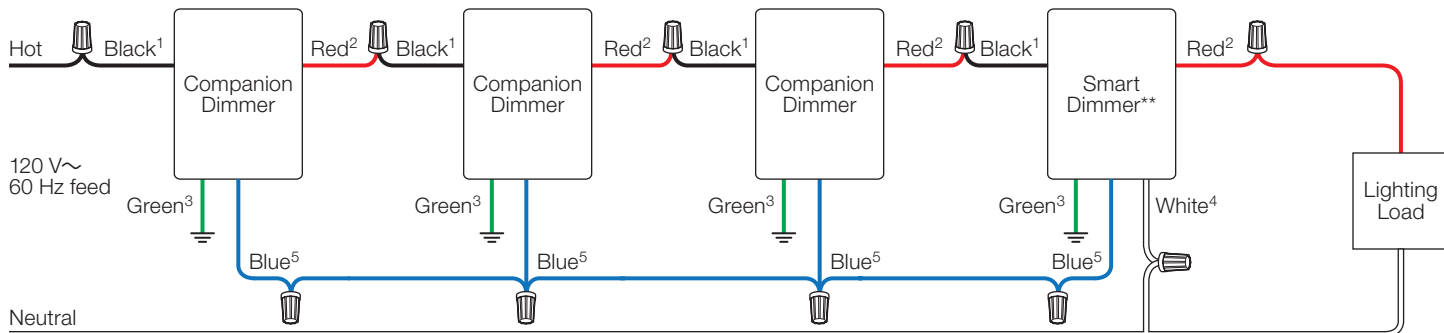 Hot
Black¹
Red²
Black¹
Red²
Black¹
Red²
Black¹
Red²
Companion
Dimmer
Companion
Dimmer
Companion
Dimmer
Smart
Dimmer**
120 V~
60 Hz feed
Lighting
Load
Green³
Green³
Green³
Green³
White⁴
Blue⁵
Blue⁵
Blue⁵
Blue⁵
Neutral